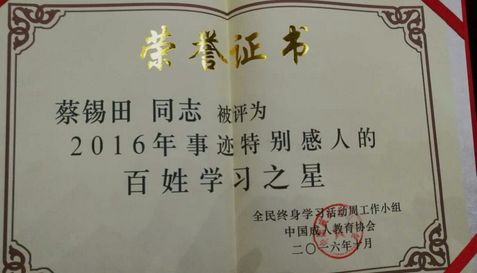 荣誉证书
蔡锡田 同志 被评为
2016年事迹特别感人的
百姓学习之星
全民终身学习活动周工作小组
中国成人教育协会
二〇一六年十月